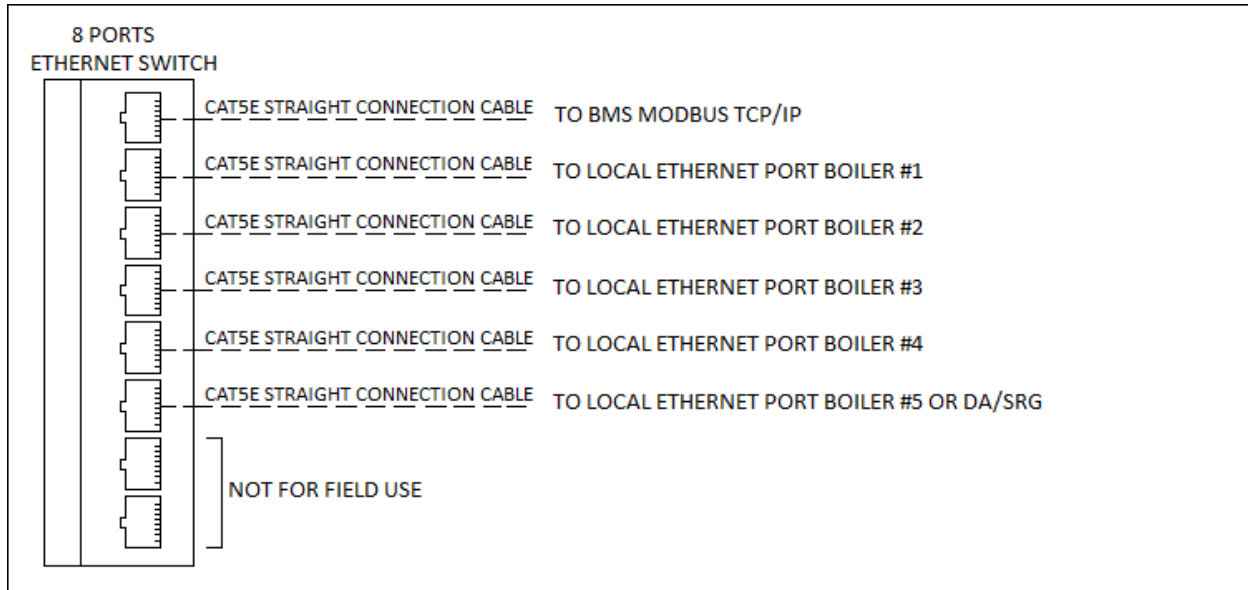 8 PORTS
ETHERNET SWITCH
CAT5E STRAIGHT CONNECTION CABLE TO BMS MODBUS TCP/IP
CAT5E STRAIGHT CONNECTION CABLE TO LOCAL ETHERNET PORT BOILER #1
CAT5E STRAIGHT CONNECTION CABLE TO LOCAL ETHERNET PORT BOILER #2
CAT5E STRAIGHT CONNECTION CABLE TO LOCAL ETHERNET PORT BOILER #3
CAT5E STRAIGHT CONNECTION CABLE TO LOCAL ETHERNET PORT BOILER #4
CAT5E STRAIGHT CONNECTION CABLE TO LOCAL ETHERNET PORT BOILER #5 OR DA/SRG
NOT FOR FIELD USE